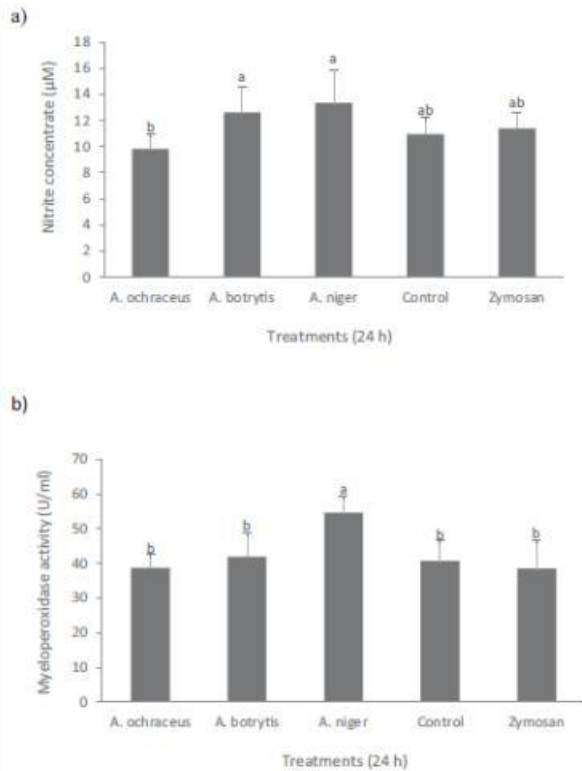 a)
Nitrite concentrate (µM)
18
16
14
12
10
8
6
4
2
0
b
a
a
ab
ab
A. ochraceus
A. botrytis
A. niger
Control
Zymosan
Treatments (24 h)
b)
Myeloperoxidase activity (U/ml)
70
60
50
40
30
20
10
0
b
b
a
b
b
A. ochraceus
A. botrytis
A. niger
Control
Zymosan
Treatments (24 h)